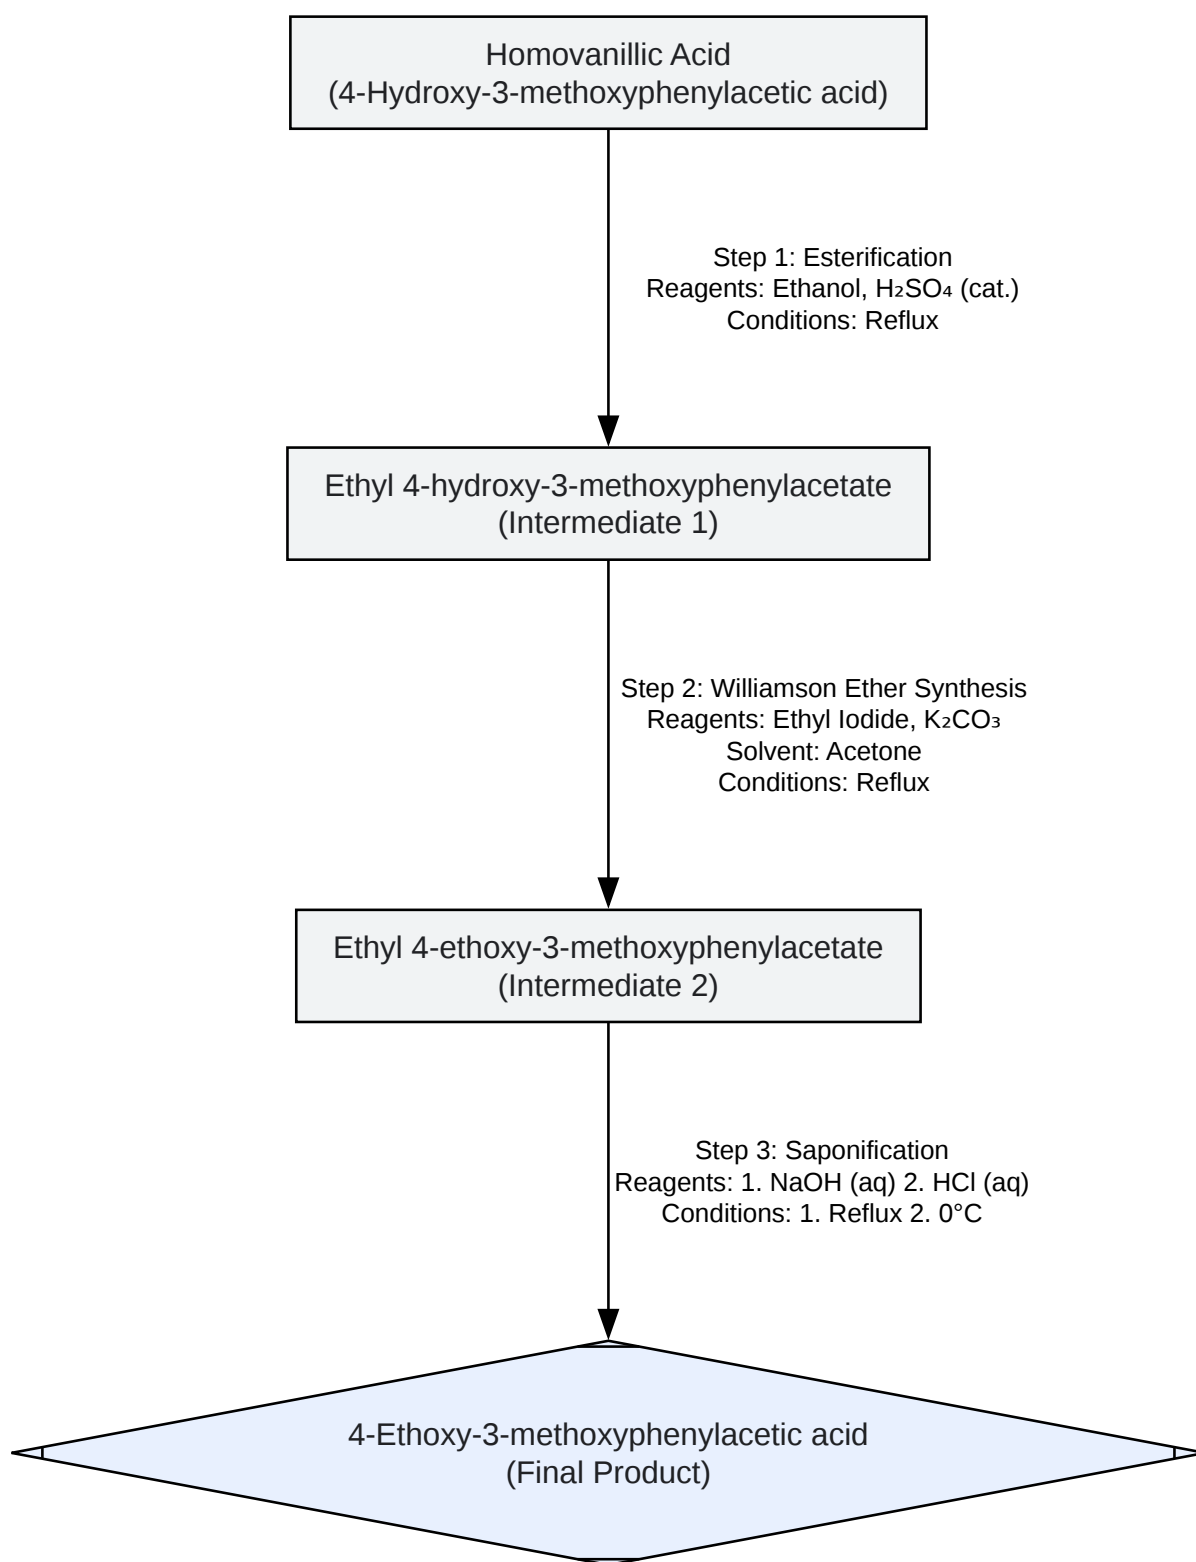 Homovanillic Acid
(4-Hydroxy-3-methoxyphenylacetic acid)
Step 1: Esterification
Reagents: Ethanol, H₂SO₄ (cat.)
Conditions: Reflux
Ethyl 4-hydroxy-3-methoxyphenylacetate
(Intermediate 1)
Step 2: Williamson Ether Synthesis
Reagents: Ethyl Iodide, K₂CO₃
Solvent: Acetone
Conditions: Reflux
Ethyl 4-ethoxy-3-methoxyphenylacetate
(Intermediate 2)
Step 3: Saponification
Reagents: 1. NaOH (aq) 2. HCl (aq)
Conditions: 1. Reflux 2. 0°C
4-Ethoxy-3-methoxyphenylacetic acid
(Final Product)